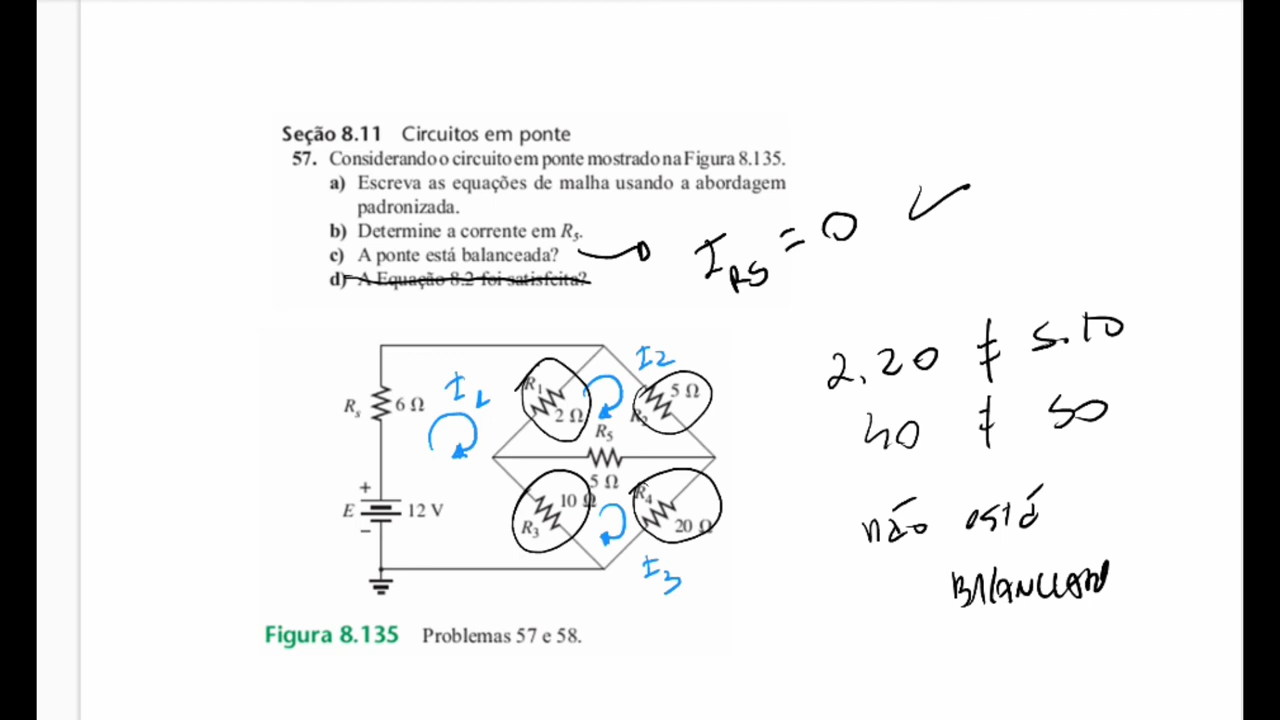 Seção 8.11 Circuitos em ponte
57. Considerando o circuito em ponte mostrado na Figura 8.135.
a) Escreva as equações de malha usando a abordagem
padronizada.
b) Determine a corrente em R5.
c) A ponte está balanceada?
d) A Equação 8.2 foi satisfeita?
I_R5 = 0 ✓
2.20 ≠ 5.10
40 ≠ 50
não está
I1
I2
R1
2 Ω
5 Ω
R2
Rs
6 Ω
R5
5 Ω
+
E
12 V
−
10 Ω
R3
R4
20 Ω
I3
Figura 8.135 Problemas 57 e 58.